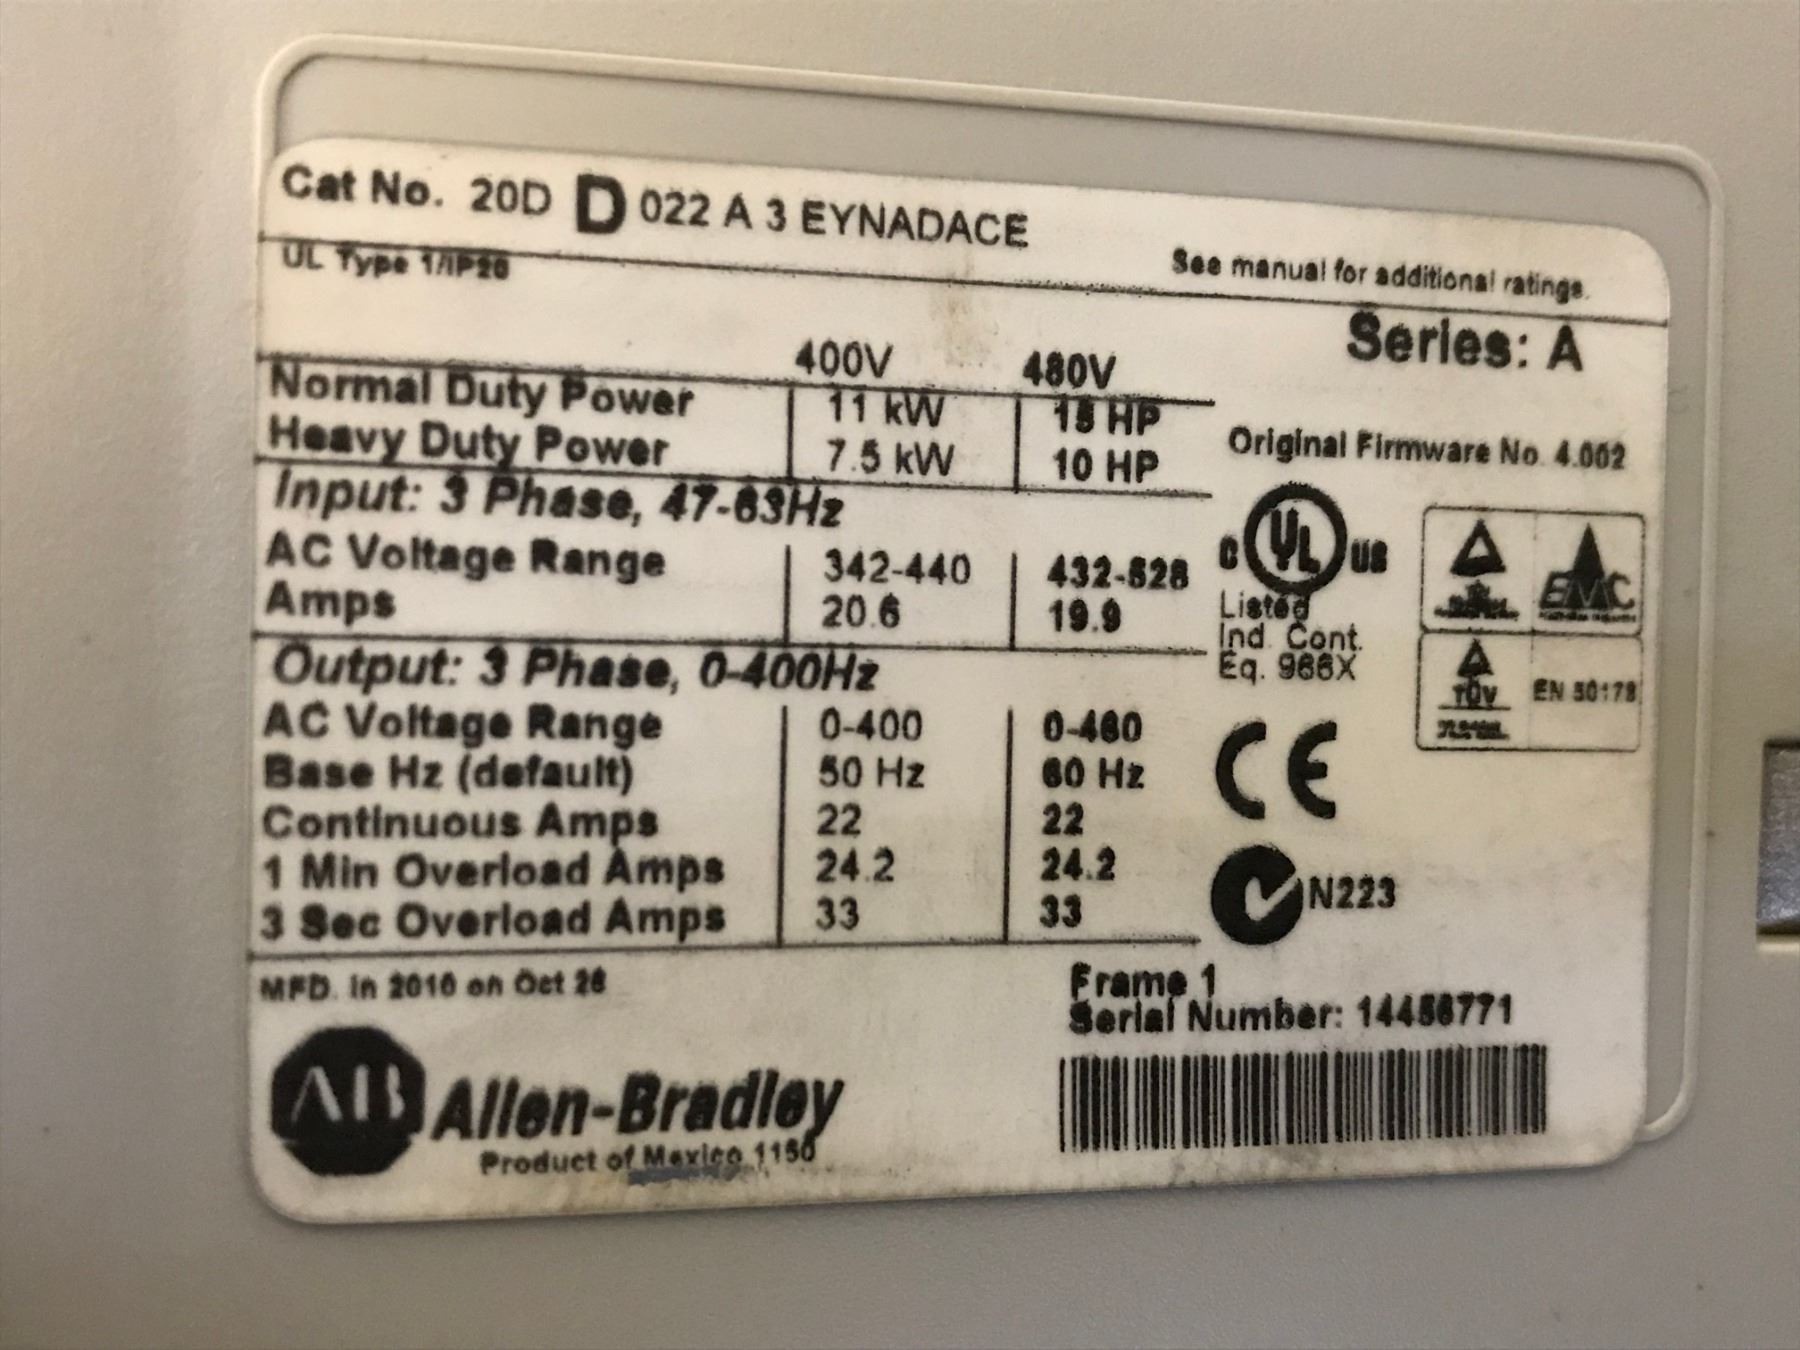 Cat No. 20D D 022 A 3 EYNADACE
UL Type 1/IP20
See manual for additional ratings.
Series: A
400V 480V
Normal Duty Power 11 kW 15 HP
Heavy Duty Power 7.5 kW 10 HP
Original Firmware No. 4.002
Input: 3 Phase, 47-63Hz
AC Voltage Range 342-440 432-528
Amps 20.6 19.9
C UL US
Listed
Ind. Cont.
Eq. 966X
EMC
TÜV
EN 50178
Output: 3 Phase, 0-400Hz
AC Voltage Range 0-400 0-460
Base Hz (default) 50 Hz 60 Hz
Continuous Amps 22 22
1 Min Overload Amps 24.2 24.2
3 Sec Overload Amps 33 33
CE
N223
MFD. in 2010 on Oct
Frame 1
Serial Number:
AB Allen-Bradley
Product of Mexico